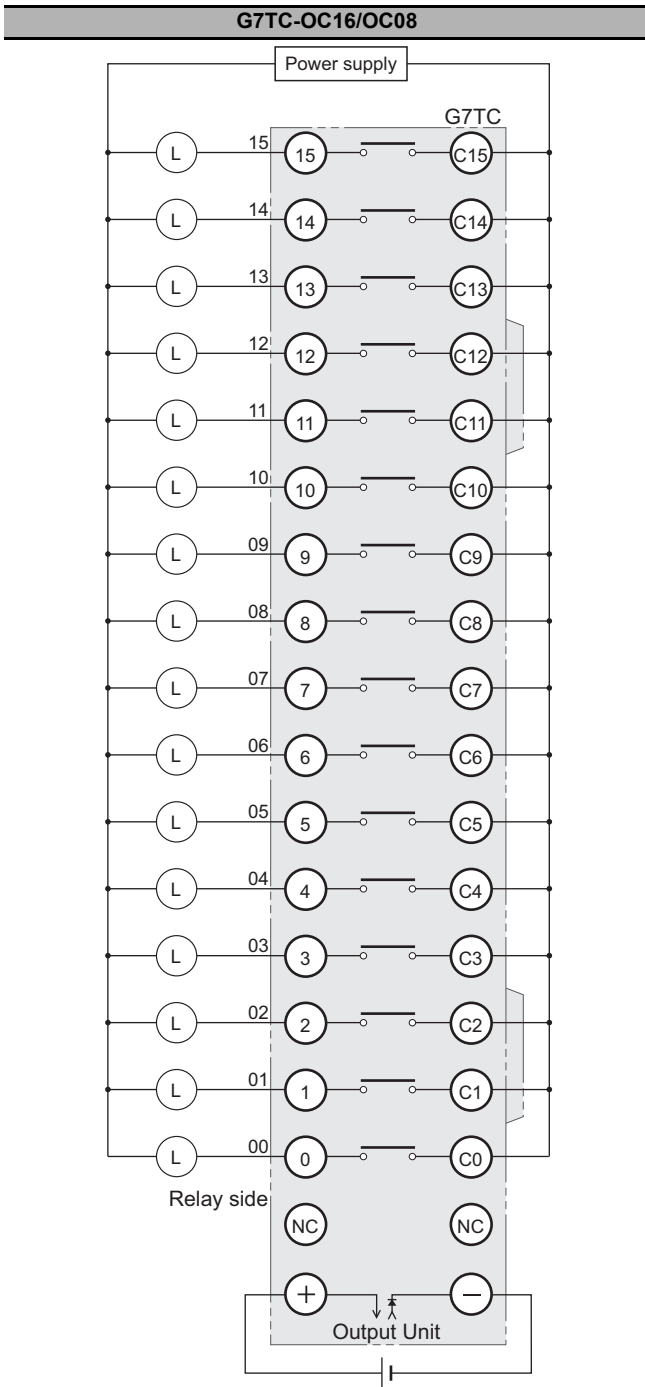 G7TC-OC16/OC08
Power supply
G7TC
L 15 15 C15
L 14 14 C14
L 13 13 C13
L 12 12 C12
L 11 11 C11
L 10 10 C10
L 09 9 C9
L 08 8 C8
L 07 7 C7
L 06 6 C6
L 05 5 C5
L 04 4 C4
L 03 3 C3
L 02 2 C2
L 01 1 C1
L 00 0 C0
Relay side
NC NC
+ −
Output Unit